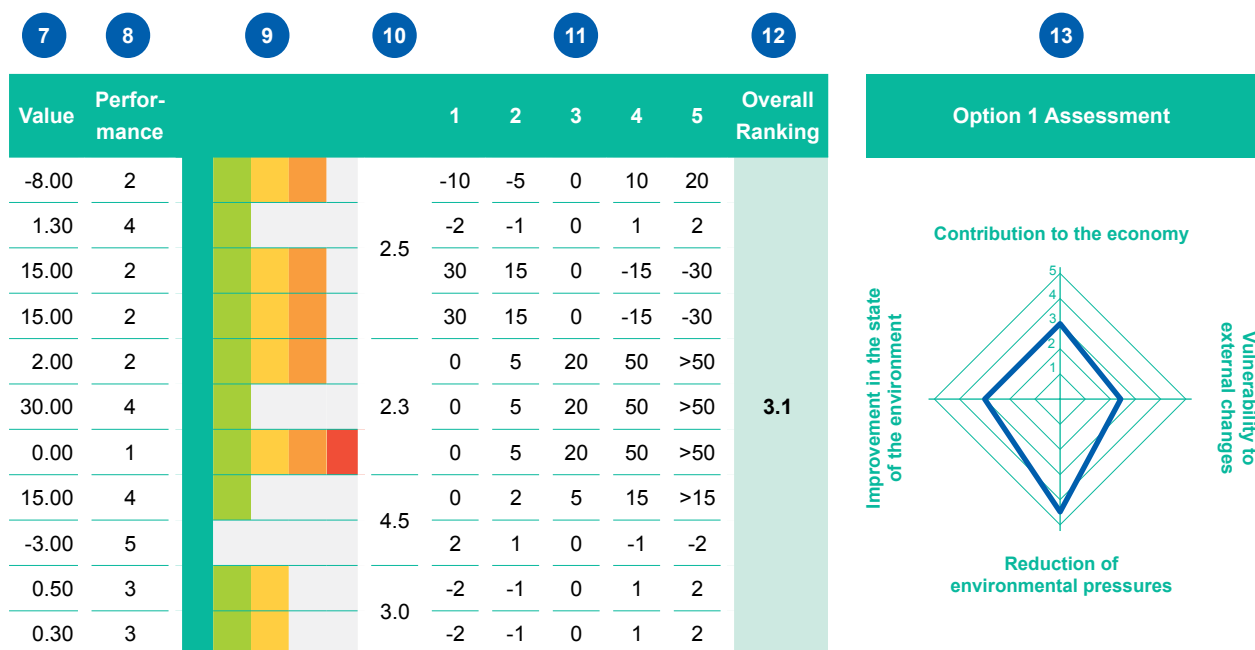 7 8 9 10 11 12 13
Value Perfor-
mance 1 2 3 4 5 Overall
Ranking Option 1 Assessment
-8.00 2 -10 -5 0 10 20
1.30 4 -2 -1 0 1 2
2.5
15.00 2 30 15 0 -15 -30
15.00 2 30 15 0 -15 -30
2.00 2 0 5 20 50 >50
30.00 4 2.3 0 5 20 50 >50 3.1
0.00 1 0 5 20 50 >50
15.00 4 0 2 5 15 >15
4.5
-3.00 5 2 1 0 -1 -2
0.50 3 -2 -1 0 1 2
3.0
0.30 3 -2 -1 0 1 2
Contribution to the economy
5
4
3
2
1
Improvement in the state
of the environment
Vulnerability to
external changes
Reduction of
environmental pressures